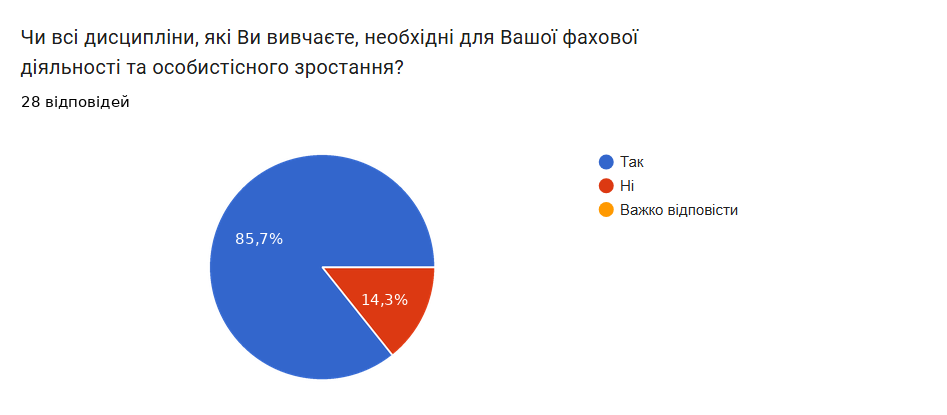 Чи всі дисципліни, які Ви вивчаєте, необхідні для Вашої фахової
діяльності та особистісного зростання?
28 відповідей
Так
Ні
Важко відповісти
85,7%
14,3%